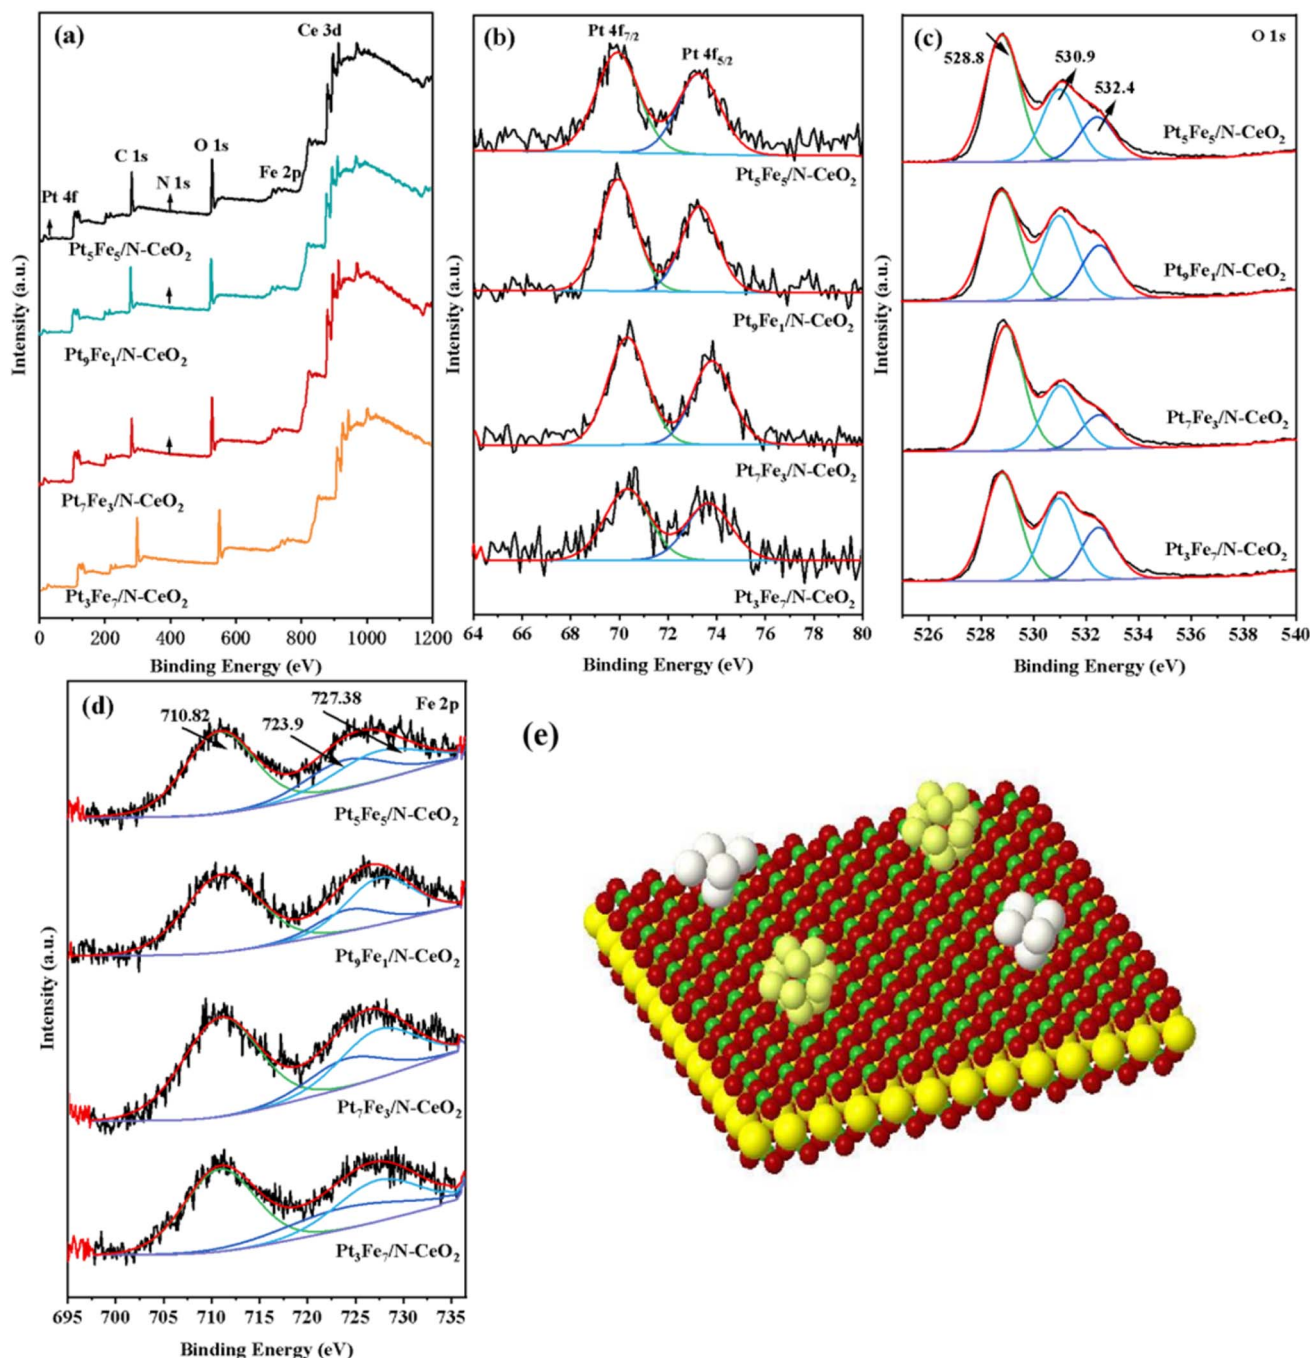 (a)
Ce 3d
O 1s
C 1s
N 1s
Fe 2p
Pt 4f
Pt₅Fe₅/N-CeO₂
Pt₉Fe₁/N-CeO₂
Pt₇Fe₃/N-CeO₂
Pt₃Fe₇/N-CeO₂
Intensity (a.u.)
0 200 400 600 800 1000 1200
Binding Energy (eV)
(b)
Pt 4f₇/₂
Pt 4f₅/₂
Pt₅Fe₅/N-CeO₂
Pt₉Fe₁/N-CeO₂
Pt₇Fe₃/N-CeO₂
Pt₃Fe₇/N-CeO₂
Intensity (a.u.)
64 66 68 70 72 74 76 78 80
Binding Energy (eV)
(c)
O 1s
528.8
530.9
532.4
Pt₅Fe₅/N-CeO₂
Pt₉Fe₁/N-CeO₂
Pt₇Fe₃/N-CeO₂
Pt₃Fe₇/N-CeO₂
Intensity (a.u.)
526 528 530 532 534 536 538 540
Binding Energy (eV)
(d)
Fe 2p
710.82
723.9
727.38
Pt₅Fe₅/N-CeO₂
Pt₉Fe₁/N-CeO₂
Pt₇Fe₃/N-CeO₂
Pt₃Fe₇/N-CeO₂
Intensity (a.u.)
695 700 705 710 715 720 725 730 735
Binding Energy (eV)
(e)